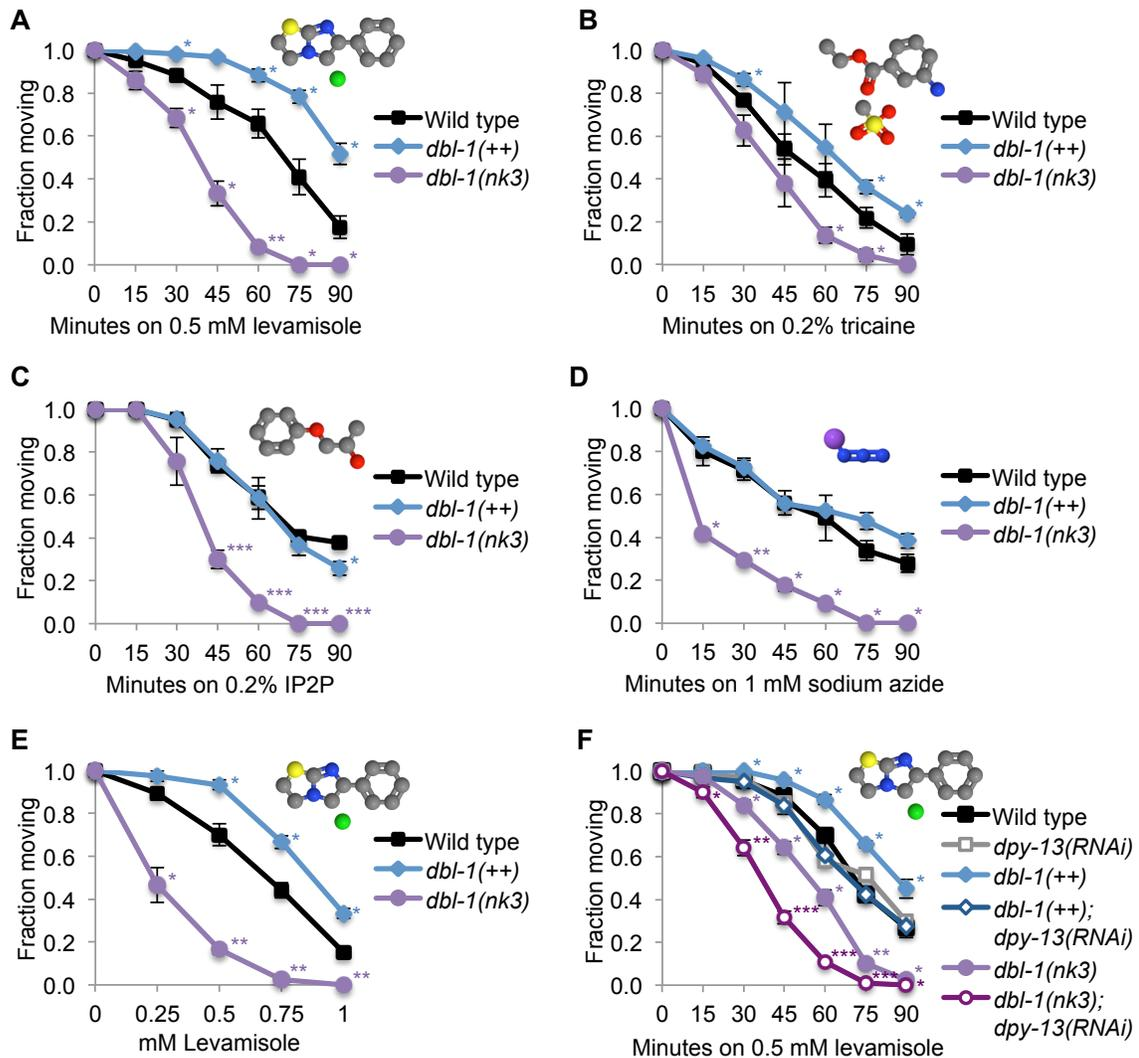 A
Fraction moving
1.0
0.8
0.6
0.4
0.2
0.0
* * * * * * * ** * *
0 15 30 45 60 75 90
Minutes on 0.5 mM levamisole
Wild type
dbl-1(++)
dbl-1(nk3)
B
Fraction moving
1.0
0.8
0.6
0.4
0.2
0.0
* * * * *
0 15 30 45 60 75 90
Minutes on 0.2% tricaine
Wild type
dbl-1(++)
dbl-1(nk3)
C
Fraction moving
1.0
0.8
0.6
0.4
0.2
0.0
*** * *** *** ***
0 15 30 45 60 75 90
Minutes on 0.2% IP2P
Wild type
dbl-1(++)
dbl-1(nk3)
D
Fraction moving
1.0
0.8
0.6
0.4
0.2
0.0
* ** * * * *
0 15 30 45 60 75 90
Minutes on 1 mM sodium azide
Wild type
dbl-1(++)
dbl-1(nk3)
E
Fraction moving
1.0
0.8
0.6
0.4
0.2
0.0
* * * * ** ** **
0 0.25 0.5 0.75 1
mM Levamisole
Wild type
dbl-1(++)
dbl-1(nk3)
F
Fraction moving
1.0
0.8
0.6
0.4
0.2
0.0
* * * * * * * * * ** * ** *** *** *** *
0 15 30 45 60 75 90
Minutes on 0.5 mM levamisole
Wild type
dpy-13(RNAi)
dbl-1(++)
dbl-1(++);
dpy-13(RNAi)
dbl-1(nk3)
dbl-1(nk3);
dpy-13(RNAi)